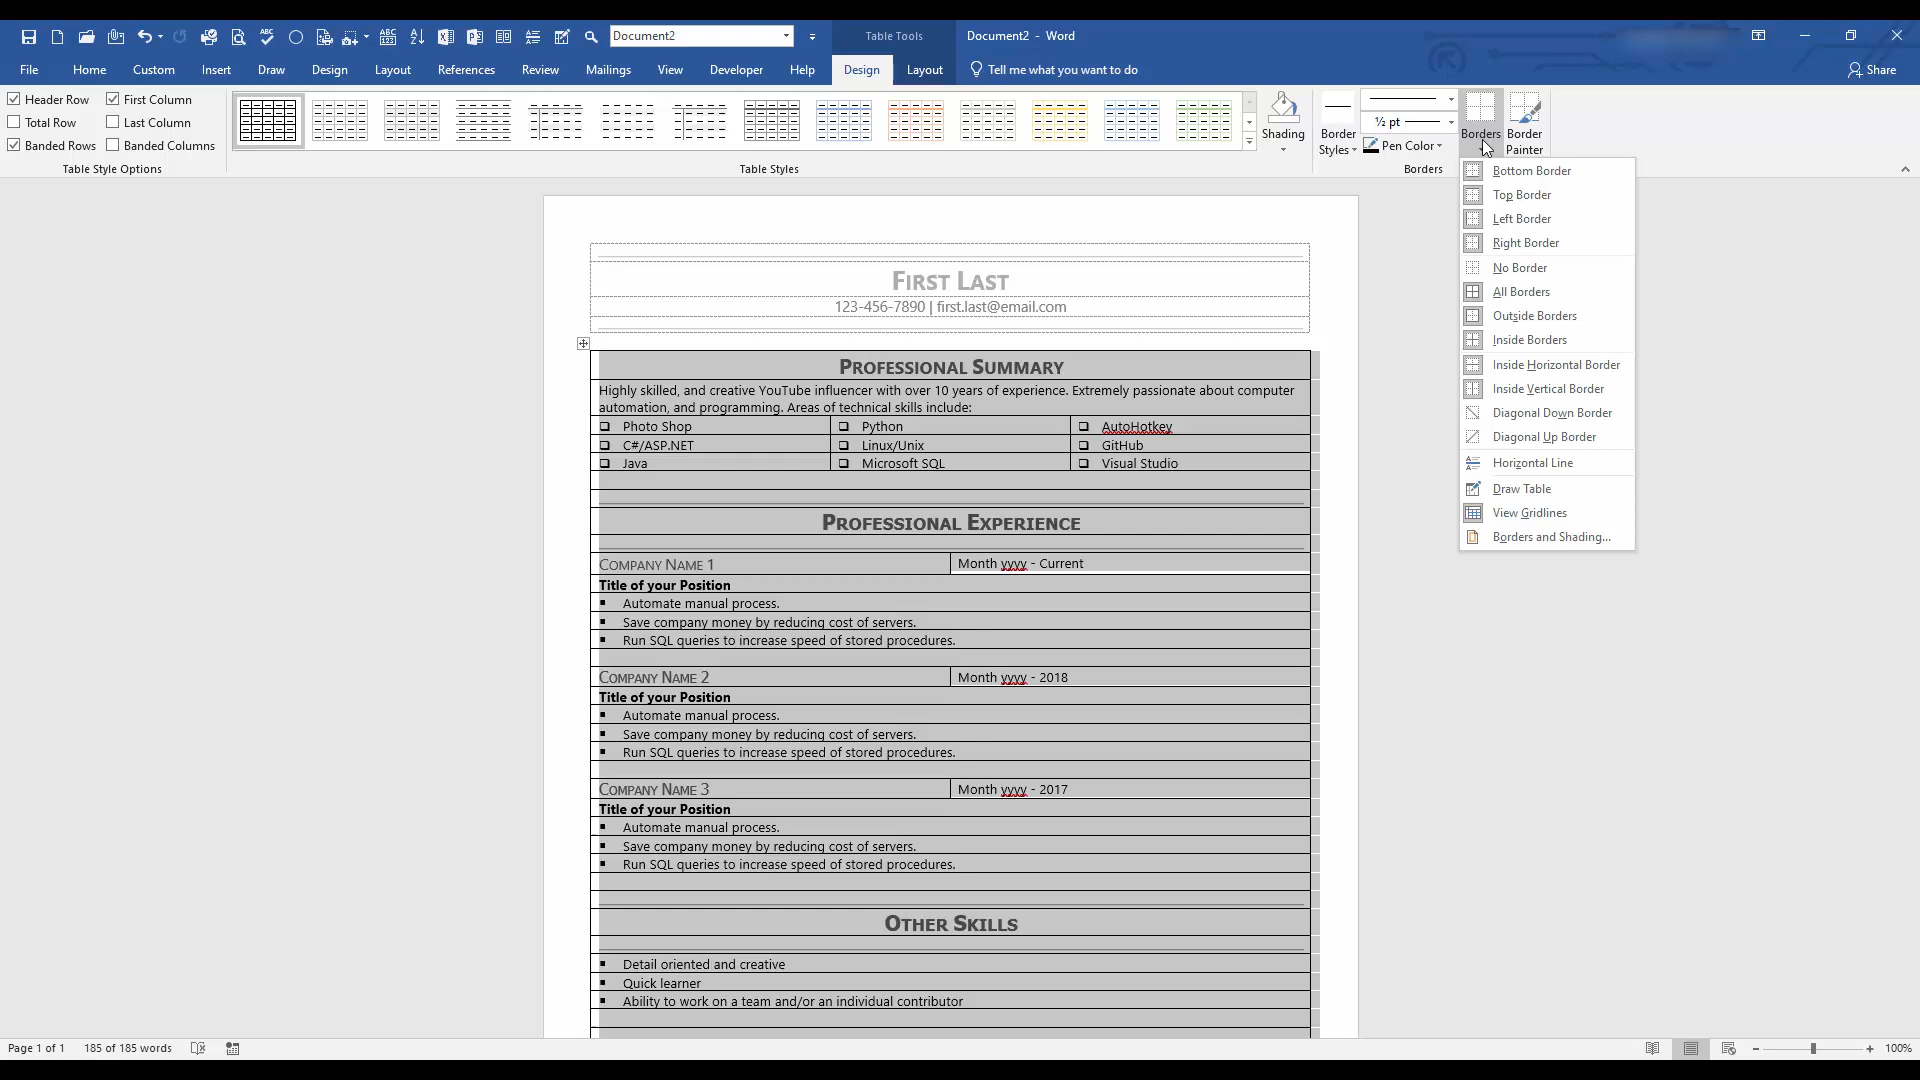 Document2
Table Tools
Document2 - Word
File Home Custom Insert Draw Design Layout References Review Mailings View Developer Help Design Layout Tell me what you want to do Share
Header Row First Column
Total Row Last Column
Banded Rows Banded Columns
Table Style Options
Table Styles
Shading
Border
Styles
½ pt
Pen Color
Borders
Borders
Border
Painter
Bottom Border
Top Border
Left Border
Right Border
No Border
All Borders
Outside Borders
Inside Borders
Inside Horizontal Border
Inside Vertical Border
Diagonal Down Border
Diagonal Up Border
Horizontal Line
Draw Table
View Gridlines
Borders and Shading...
First Last
123-456-7890 | first.last@email.com
Professional Summary
Highly skilled, and creative YouTube influencer with over 10 years of experience. Extremely passionate about computer
automation, and programming. Areas of technical skills include:
Photo Shop Python AutoHotkey
C#/ASP.NET Linux/Unix GitHub
Java Microsoft SQL Visual Studio
Professional Experience
Company Name 1 Month yyyy - Current
Title of your Position
Automate manual process.
Save company money by reducing cost of servers.
Run SQL queries to increase speed of stored procedures.
Company Name 2 Month yyyy - 2018
Title of your Position
Automate manual process.
Save company money by reducing cost of servers.
Run SQL queries to increase speed of stored procedures.
Company Name 3 Month yyyy - 2017
Title of your Position
Automate manual process.
Save company money by reducing cost of servers.
Run SQL queries to increase speed of stored procedures.
Other Skills
Detail oriented and creative
Quick learner
Ability to work on a team and/or an individual contributor
Page 1 of 1 185 of 185 words 100%